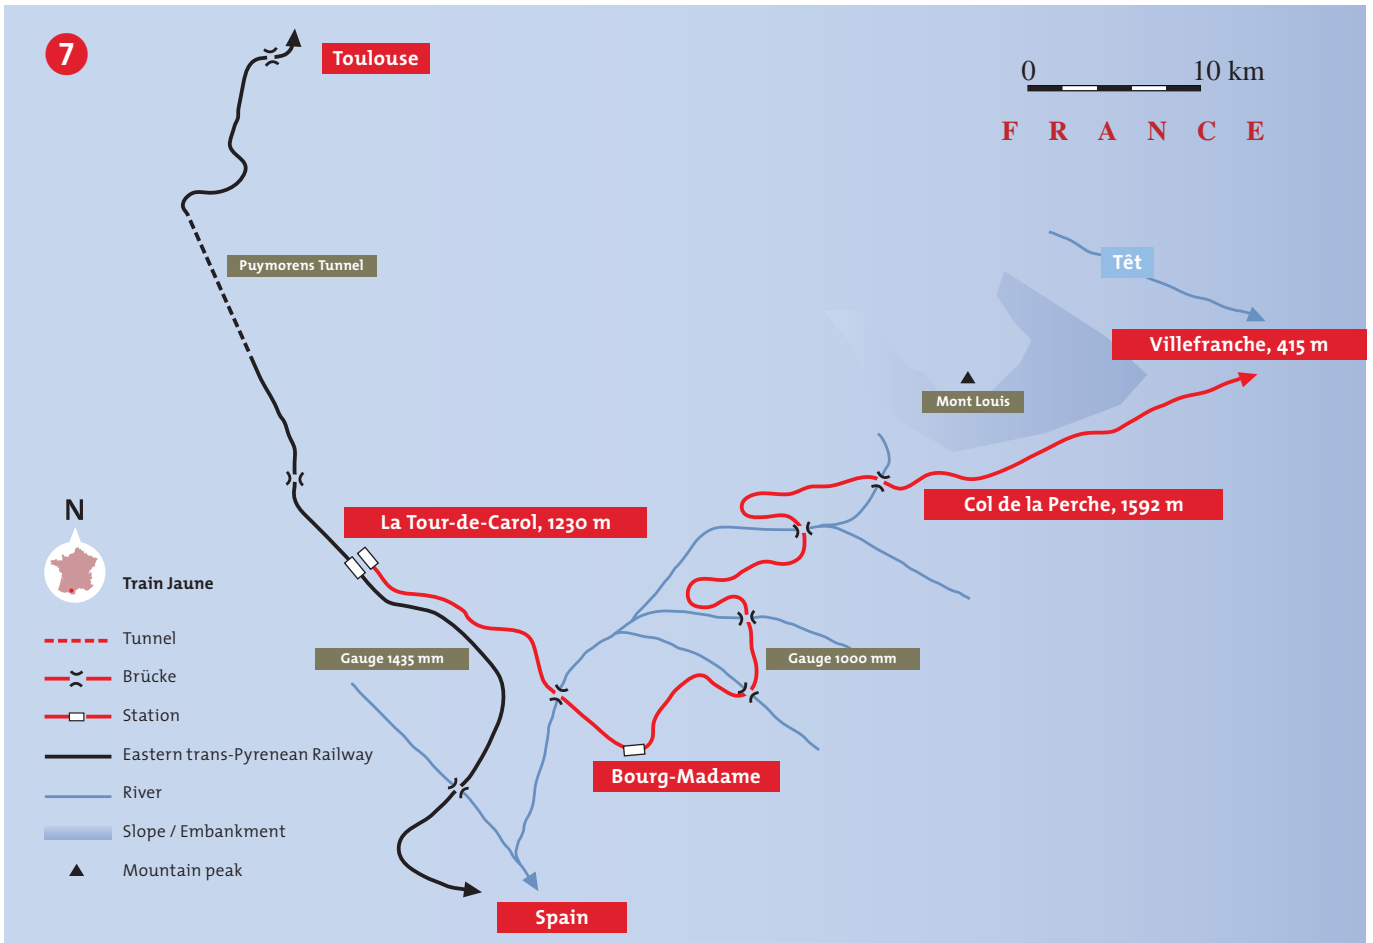 7
Toulouse
0 10 km
F R A N C E
Puymorens Tunnel
Têt
Villefranche, 415 m
Mont Louis
Col de la Perche, 1592 m
N
La Tour-de-Carol, 1230 m
Train Jaune
Tunnel
Gauge 1435 mm
Gauge 1000 mm
Brücke
Station
Eastern trans-Pyrenean Railway
Bourg-Madame
River
Slope / Embankment
Mountain peak
Spain